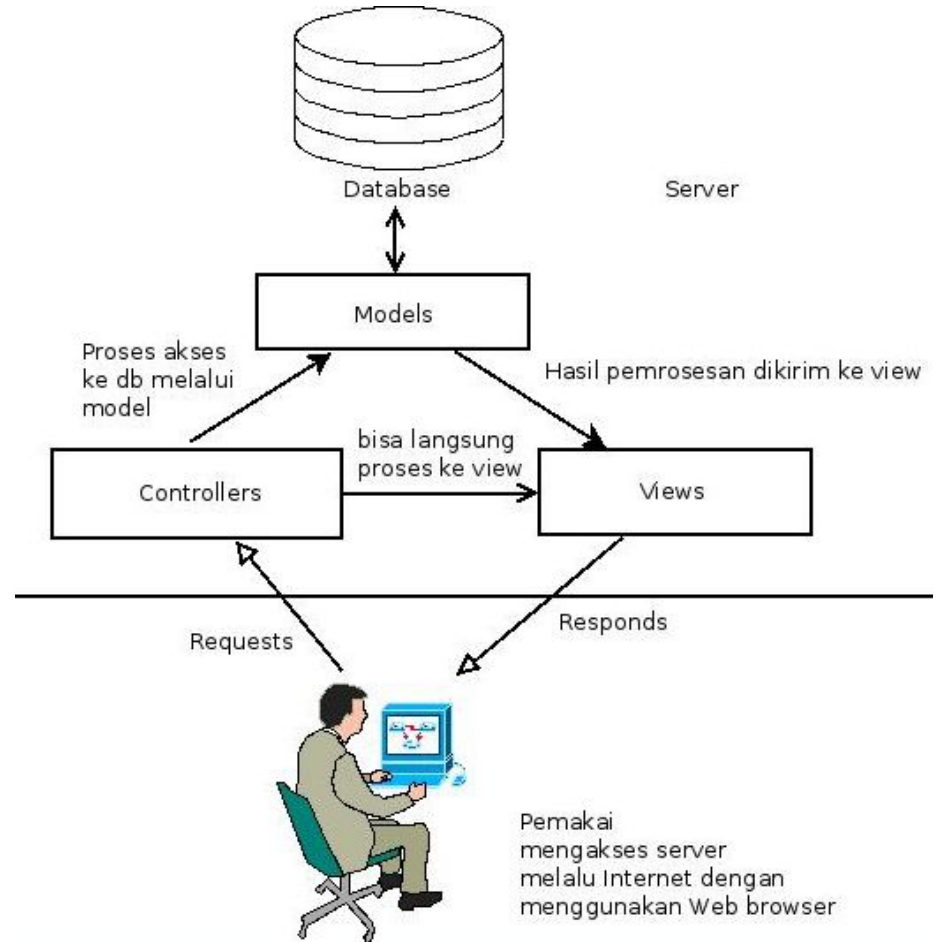 Database
Server
Models
Proses akses
ke db melalui
model
Hasil pemrosesan dikirim ke view
bisa langsung
proses ke view
Controllers
Views
Requests
Responds
Pemakai
mengakses server
melalu Internet dengan
menggunakan Web browser